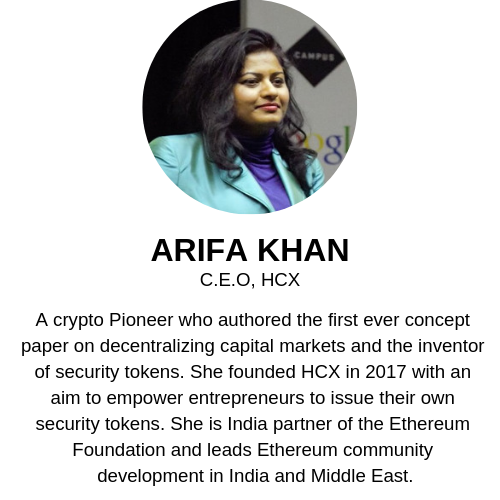 CAMPUS
ogl
ARIFA KHAN
C.E.O, HCX
A crypto Pioneer who authored the first ever concept
paper on decentralizing capital markets and the inventor
of security tokens. She founded HCX in 2017 with an
aim to empower entrepreneurs to issue their own
security tokens. She is India partner of the Ethereum
Foundation and leads Ethereum community
development in India and Middle East.